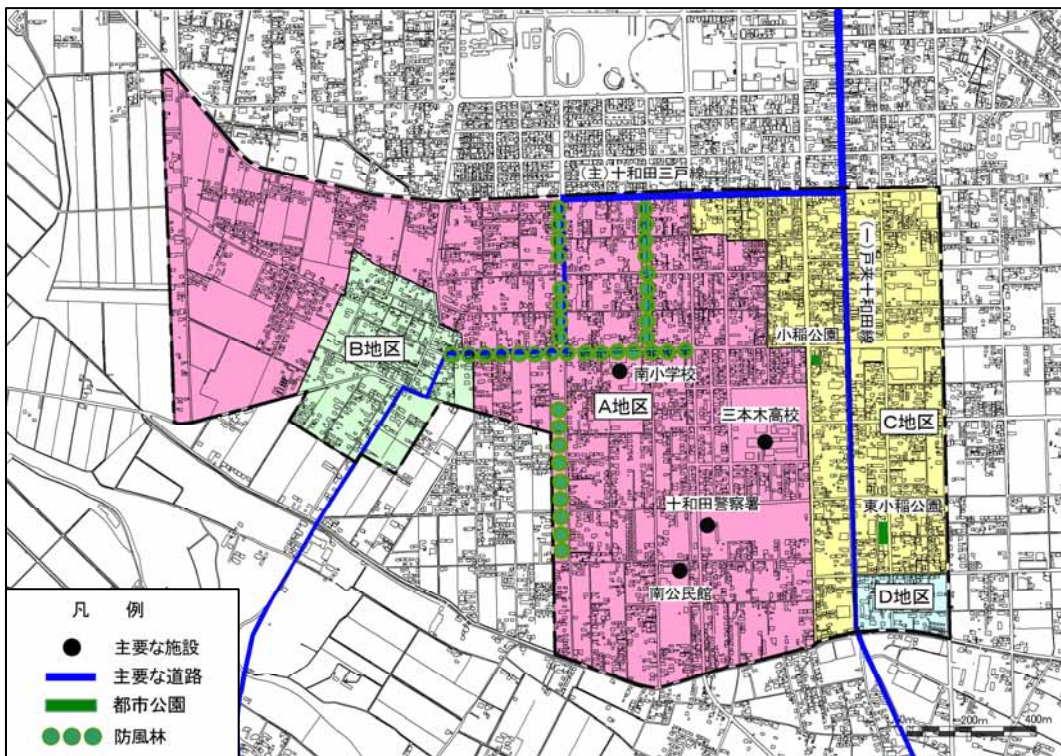 (主)十和田三戸線
(一)戸来十和田線
小稲公園
B地区
南小学校
A地区
三本木高校
C地区
十和田警察署
東小稲公園
南公民館
D地区
凡 例
主要な施設
主要な道路
都市公園
防風林
200m
400m